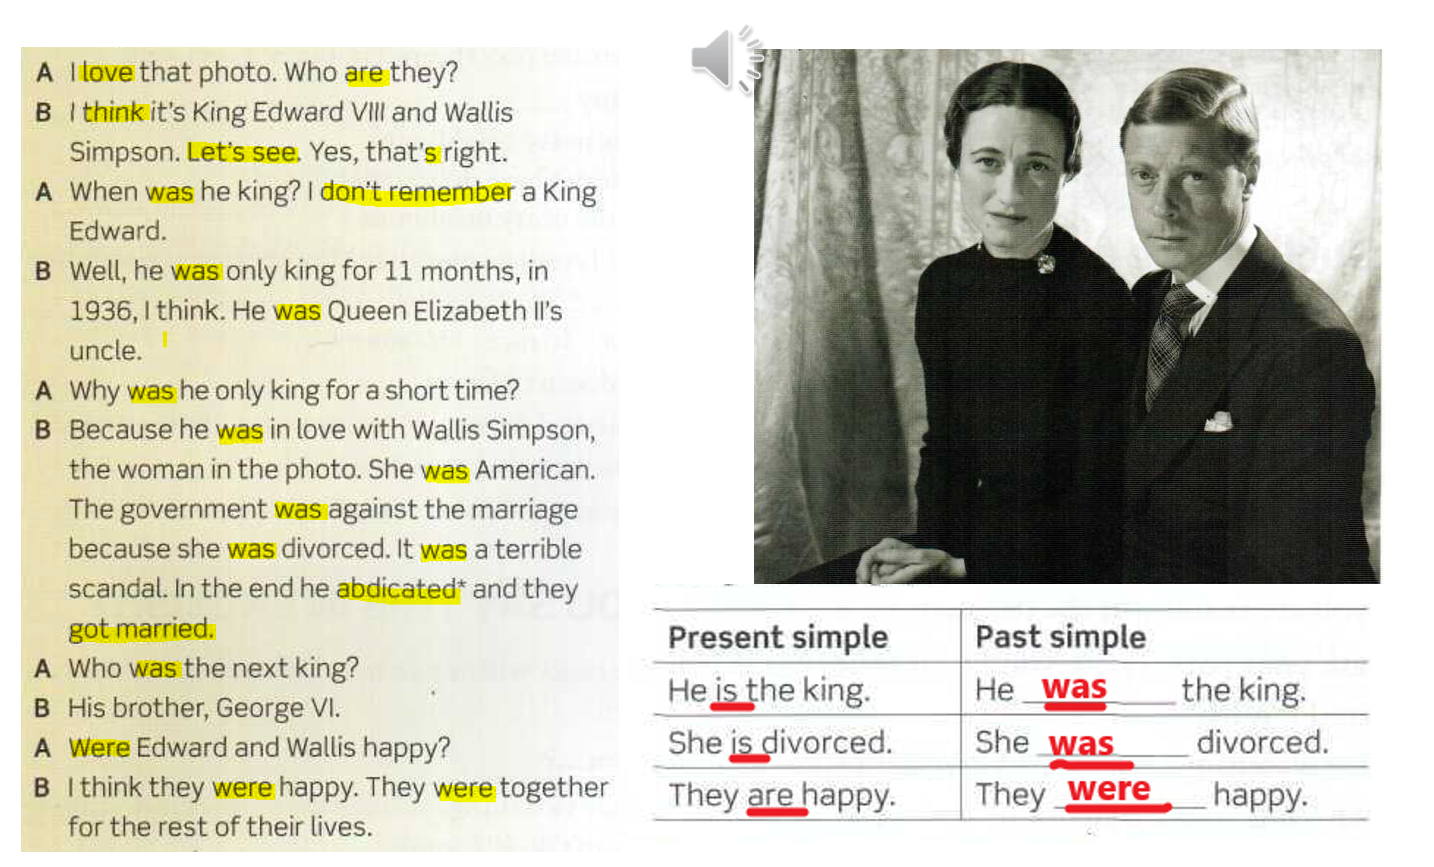 A I love that photo. Who are they?
B I think it's King Edward VIII and Wallis
Simpson. Let's see. Yes, that's right.
A When was he king? I don't remember a King
Edward.
B Well, he was only king for 11 months, in
1936, I think. He was Queen Elizabeth II's
uncle.
A Why was he only king for a short time?
B Because he was in love with Wallis Simpson,
the woman in the photo. She was American.
The government was against the marriage
because she was divorced. It was a terrible
scandal. In the end he abdicated* and they
got married.
A Who was the next king?
B His brother, George VI.
A Were Edward and Wallis happy?
B I think they were happy. They were together
for the rest of their lives.
Present simple Past simple
He is the king. He was the king.
She is divorced. She was divorced.
They are happy. They were happy.